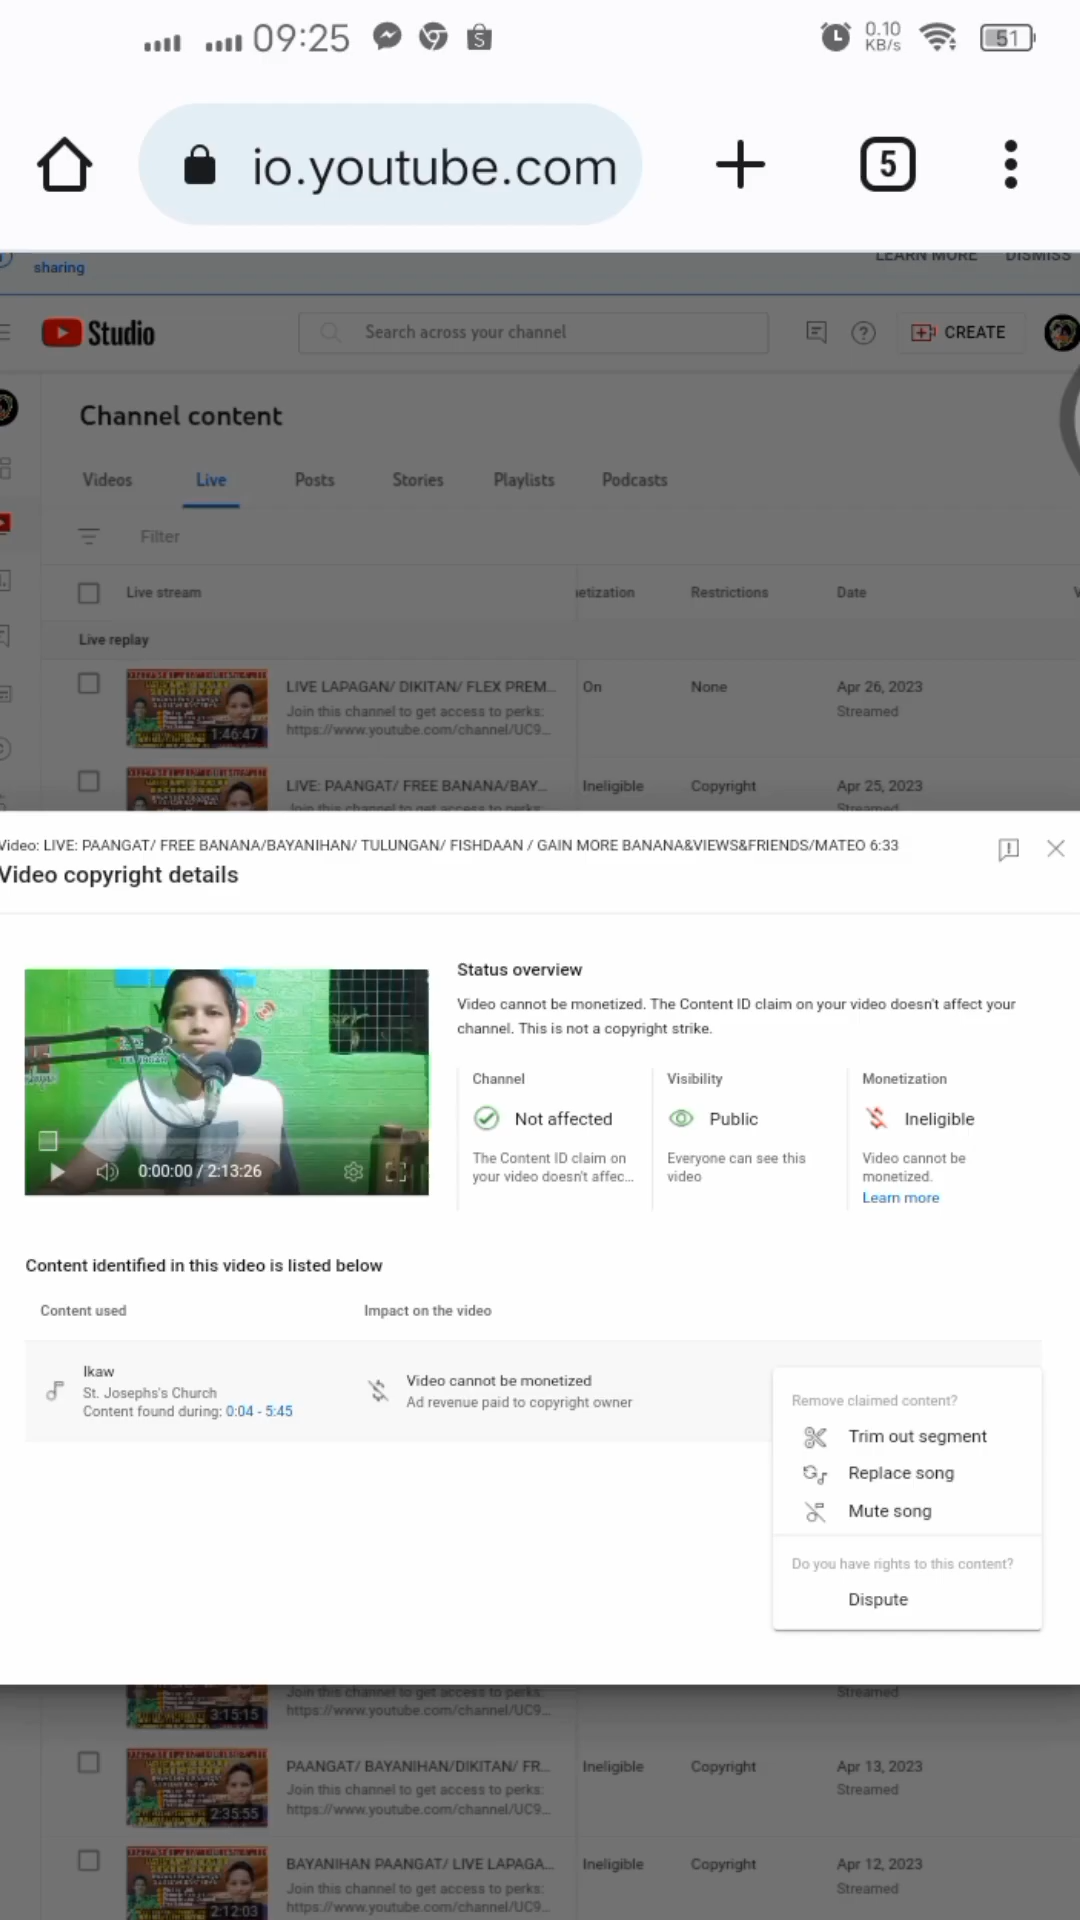 09:25
0.10
KB/s
51
io.youtube.com
5
sharing
LEARN MORE
DISMISS
Studio
Search across your channel
CREATE
Channel content
Videos
Live
Posts
Stories
Playlists
Podcasts
Filter
Live stream
etization
Restrictions
Date
Live replay
LIVE LAPAGAN/ DIKITAN/ FLEX PREM...
On
None
Apr 26, 2023
Join this channel to get access to perks:
Streamed
https://www.youtube.com/channel/UC9...
1:46:47
LIVE: PAANGAT/ FREE BANANA/BAY...
Ineligible
Copyright
Apr 25, 2023
Join this channel to get access to perks:
Streamed
Video: LIVE: PAANGAT/ FREE BANANA/BAYANIHAN/ TULUNGAN/ FISHDAAN / GAIN MORE BANANA&VIEWS&FRIENDS/MATEO 6:33
Video copyright details
0:00:00 / 2:13:26
Status overview
Video cannot be monetized. The Content ID claim on your video doesn't affect your
channel. This is not a copyright strike.
Channel
Not affected
The Content ID claim on
your video doesn't affec...
Visibility
Public
Everyone can see this
video
Monetization
Ineligible
Video cannot be
monetized.
Learn more
Content identified in this video is listed below
Content used
Impact on the video
Ikaw
St. Josephs's Church
Content found during: 0:04 - 5:45
Video cannot be monetized
Ad revenue paid to copyright owner
Remove claimed content?
Trim out segment
Replace song
Mute song
Do you have rights to this content?
Dispute
Join this channel to get access to perks:
Streamed
https://www.youtube.com/channel/UC9...
3:15:15
PAANGAT/ BAYANIHAN/DIKITAN/ FR...
Ineligible
Copyright
Apr 13, 2023
Join this channel to get access to perks:
Streamed
https://www.youtube.com/channel/UC9...
2:35:55
BAYANIHAN PAANGAT/ LIVE LAPAGA...
Ineligible
Copyright
Apr 12, 2023
Join this channel to get access to perks:
Streamed
https://www.youtube.com/channel/UC9...
2:12:03